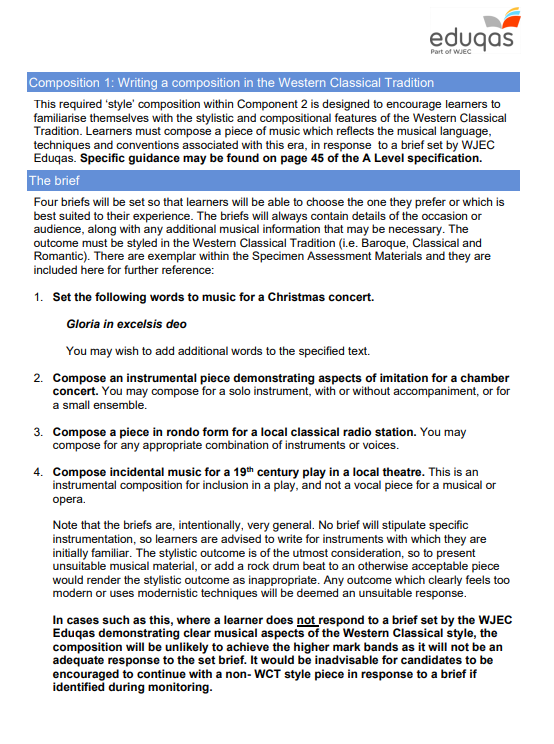 eduqas
Part of WJEC
Composition 1: Writing a composition in the Western Classical Tradition
This required ‘style’ composition within Component 2 is designed to encourage learners to
familiarise themselves with the stylistic and compositional features of the Western Classical
Tradition. Learners must compose a piece of music which reflects the musical language,
techniques and conventions associated with this era, in response to a brief set by WJEC
Eduqas. Specific guidance may be found on page 45 of the A Level specification.
The brief
Four briefs will be set so that learners will be able to choose the one they prefer or which is
best suited to their experience. The briefs will always contain details of the occasion or
audience, along with any additional musical information that may be necessary. The
outcome must be styled in the Western Classical Tradition (i.e. Baroque, Classical and
Romantic). There are exemplar within the Specimen Assessment Materials and they are
included here for further reference:
1. Set the following words to music for a Christmas concert.
Gloria in excelsis deo
You may wish to add additional words to the specified text.
2. Compose an instrumental piece demonstrating aspects of imitation for a chamber
concert. You may compose for a solo instrument, with or without accompaniment, or for
a small ensemble.
3. Compose a piece in rondo form for a local classical radio station. You may
compose for any appropriate combination of instruments or voices.
4. Compose incidental music for a 19th century play in a local theatre. This is an
instrumental composition for inclusion in a play, and not a vocal piece for a musical or
opera.
Note that the briefs are, intentionally, very general. No brief will stipulate specific
instrumentation, so learners are advised to write for instruments with which they are
initially familiar. The stylistic outcome is of the utmost consideration, so to present
unsuitable musical material, or add a rock drum beat to an otherwise acceptable piece
would render the stylistic outcome as inappropriate. Any outcome which clearly feels too
modern or uses modernistic techniques will be deemed an unsuitable response.
In cases such as this, where a learner does not respond to a brief set by the WJEC
Eduqas demonstrating clear musical aspects of the Western Classical style, the
composition will be unlikely to achieve the higher mark bands as it will not be an
adequate response to the set brief. It would be inadvisable for candidates to be
encouraged to continue with a non- WCT style piece in response to a brief if
identified during monitoring.